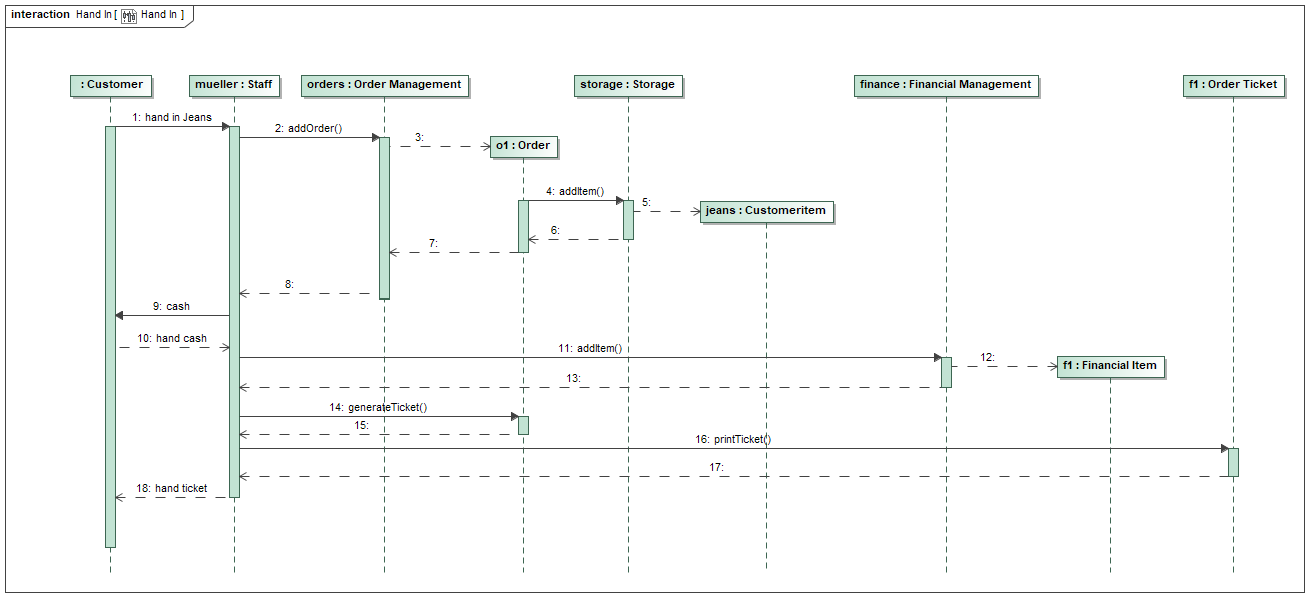 interaction Hand In [ Hand In ]
: Customer
mueller : Staff
orders : Order Management
storage : Storage
finance : Financial Management
f1 : Order Ticket
1: hand in Jeans
2: addOrder()
3:
o1 : Order
4: addItem()
5:
jeans : Customeritem
6:
7:
8:
9: cash
10: hand cash
11: addItem()
12:
f1 : Financial Item
13:
14: generateTicket()
15:
16: printTicket()
17:
18: hand ticket